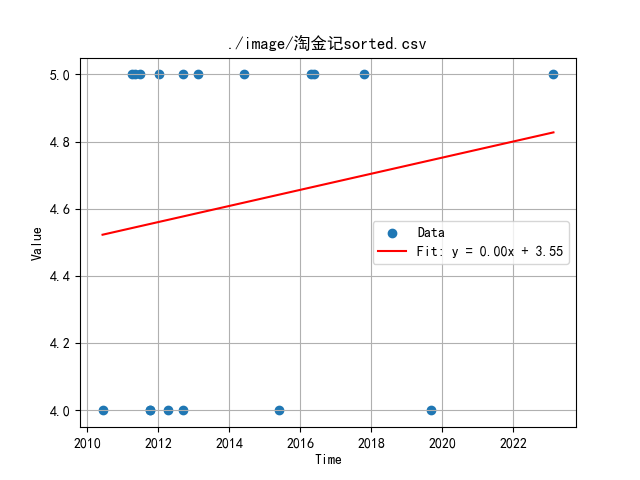 ./image/淘金记sorted.csv
5.0
4.8
4.6
4.4
4.2
4.0
Value
Data
Fit: y = 0.00x + 3.55
2010 2012 2014 2016 2018 2020 2022
Time